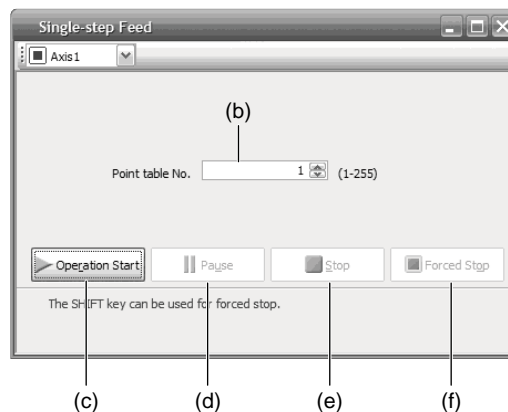 Single-step Feed
Axis1
(b)
Point table No. 1 (1-255)
Operation Start Pause Stop Forced Stop
The SHIFT key can be used for forced stop.
(c) (d) (e) (f)